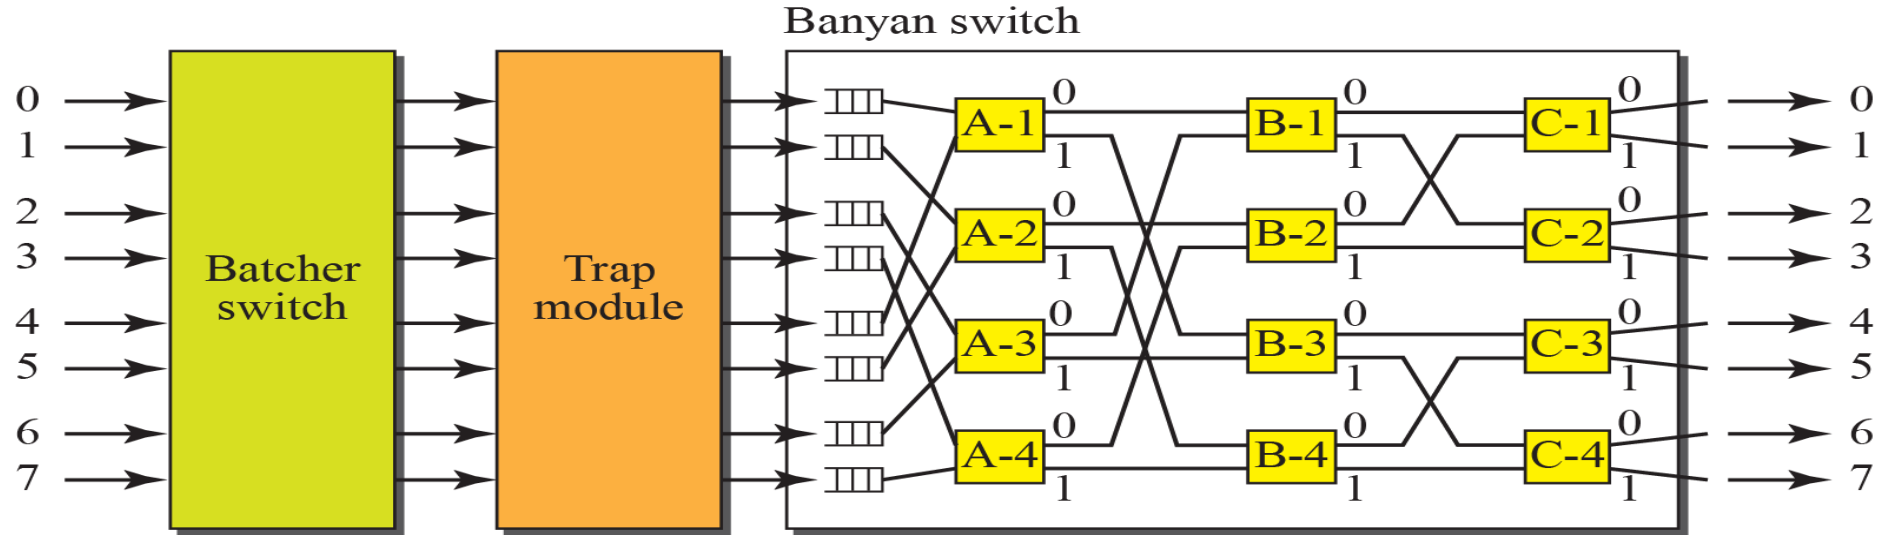 Banyan switch
0 0 0 0 0
A-1 B-1 C-1
1 1 1 1 1
2 0 0 0 2
A-2 B-2 C-2
3 1 1 1 3
Batcher switch
Trap module
4 0 0 0 4
A-3 B-3 C-3
5 1 1 1 5
6 0 0 0 6
A-4 B-4 C-4
7 1 1 1 7